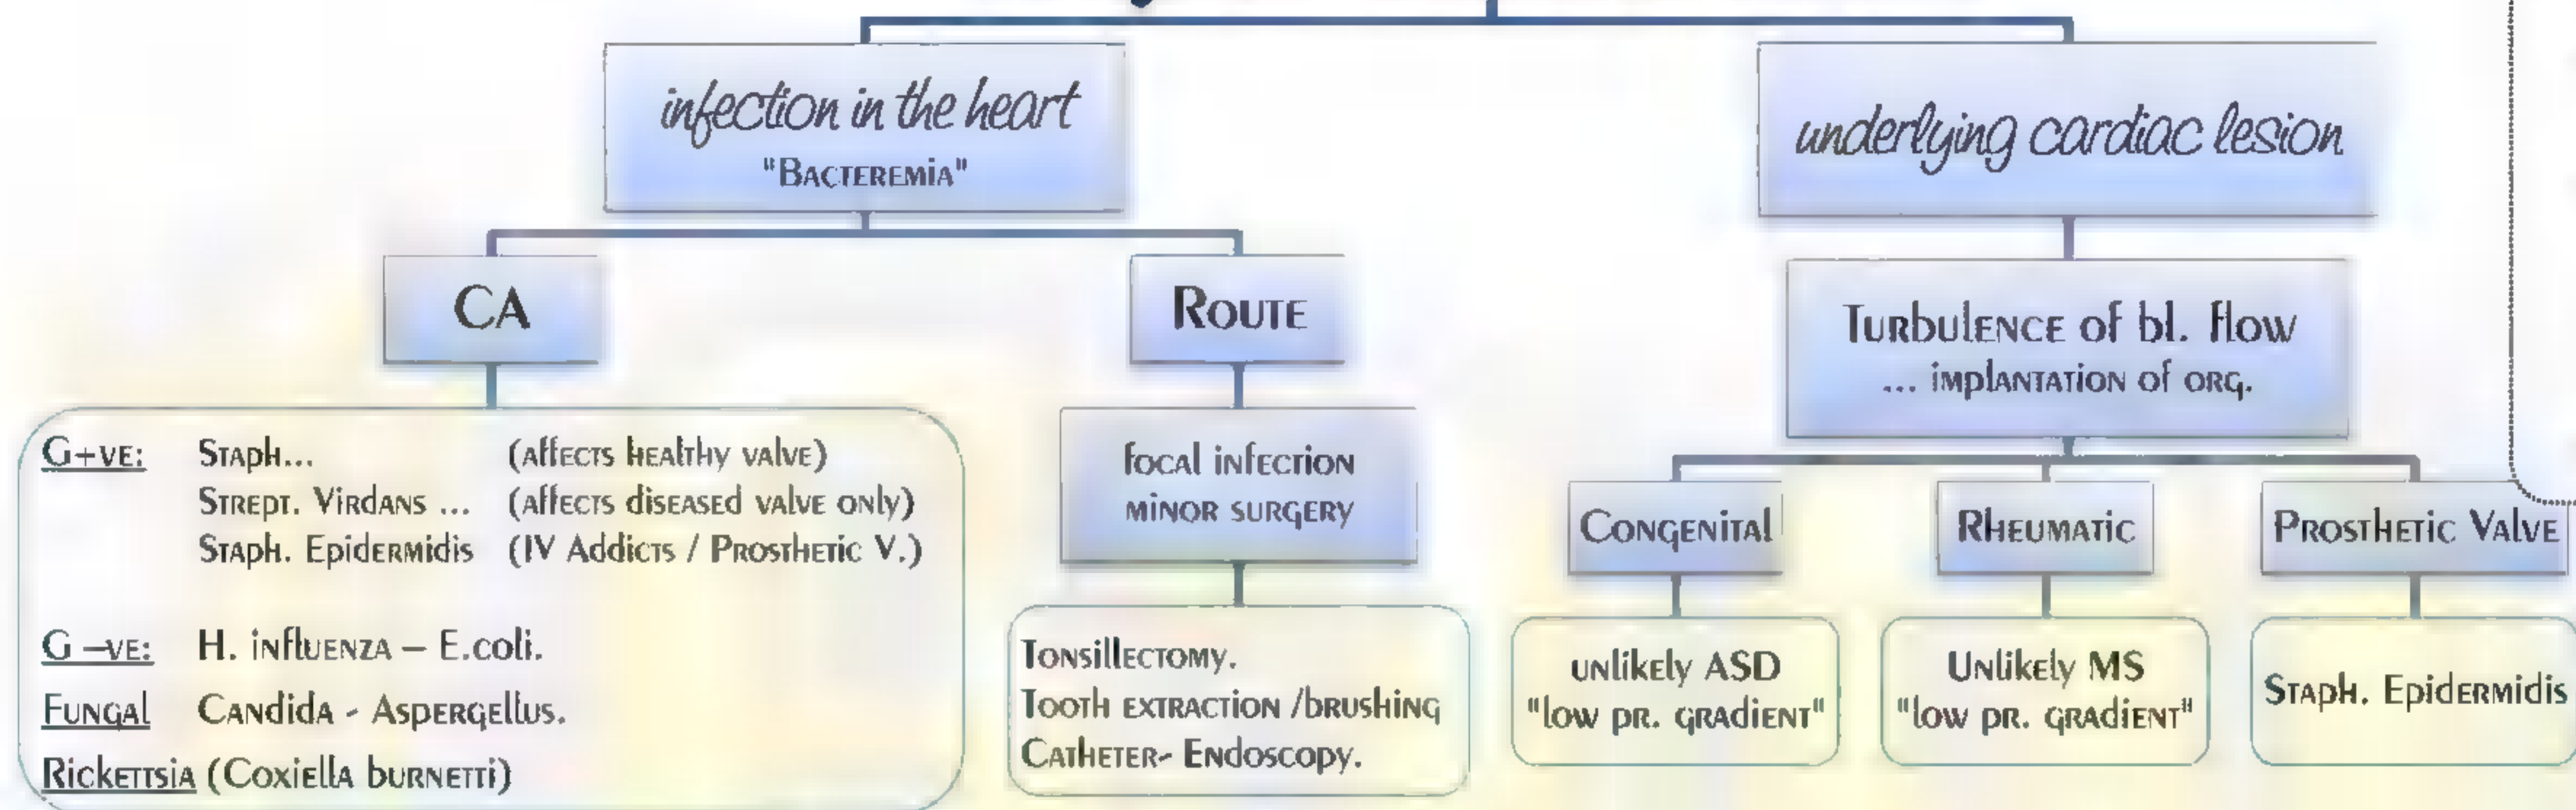 infection in the heart
"Bacteremia"
underlying cardiac lesion
CA
Route
Turbulence of bl. flow
... implantation of org.
G+ve: Staph... (affects healthy valve)
Strept. Virdans ... (affects diseased valve only)
Staph. Epidermidis (IV Addicts / Prosthetic V.)
G –ve: H. influenza – E.coli.
Fungal Candida - Aspergellus.
Rickettsia (Coxiella burnetti)
focal infection
minor surgery
Tonsillectomy.
Tooth extraction /brushing
Catheter- Endoscopy.
Congenital
unlikely ASD
"low pr. gradient"
Rheumatic
Unlikely MS
"low pr. gradient"
Prosthetic Valve
Staph. Epidermidis